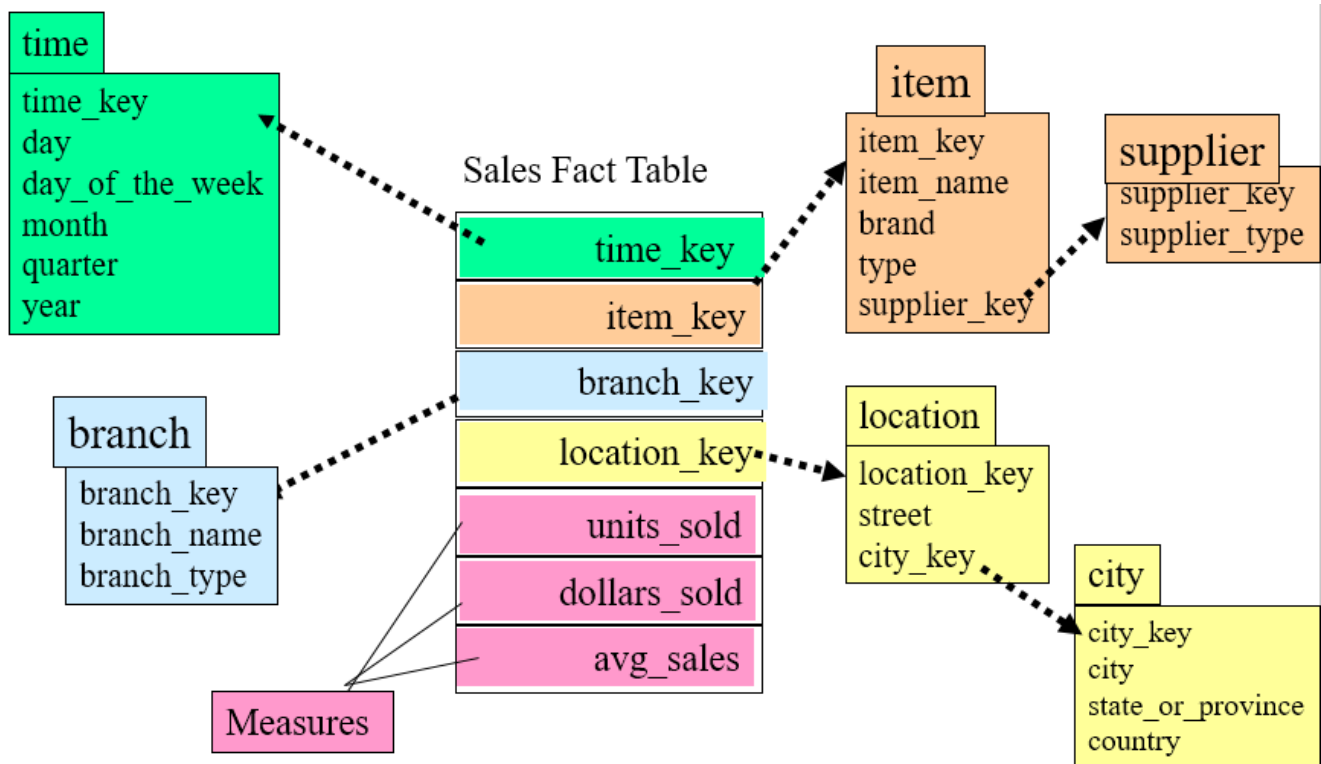 time
time_key
day
day_of_the_week
month
quarter
year
branch
branch_key
branch_name
branch_type
Sales Fact Table
time_key
item_key
branch_key
location_key
units_sold
dollars_sold
avg_sales
Measures
item
item_key
item_name
brand
type
supplier_key
supplier
supplier_key
supplier_type
location
location_key
street
city_key
city
city_key
city
state_or_province
country